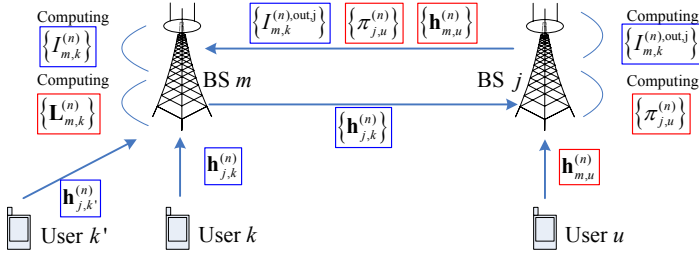 Computing
{I_{m,k}^{(n)}}
Computing
{𝐋_{m,k}^{(n)}}
{I_{m,k}^{(n),out,j}} {π_{j,u}^{(n)}} {𝐡_{m,u}^{(n)}}
BS m
BS j
{𝐡_{j,k}^{(n)}}
Computing
{I_{m,k}^{(n),out,j}}
Computing
{π_{j,u}^{(n)}}
𝐡_{j,k'}^{(n)}
𝐡_{j,k}^{(n)}
𝐡_{m,u}^{(n)}
User k'
User k
User u